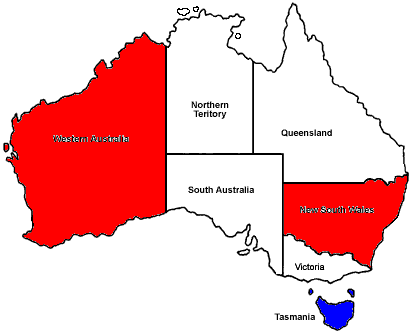 Northern
Territory
Queensland
Western Australia
South Australia
New South Wales
Victoria
Tasmania